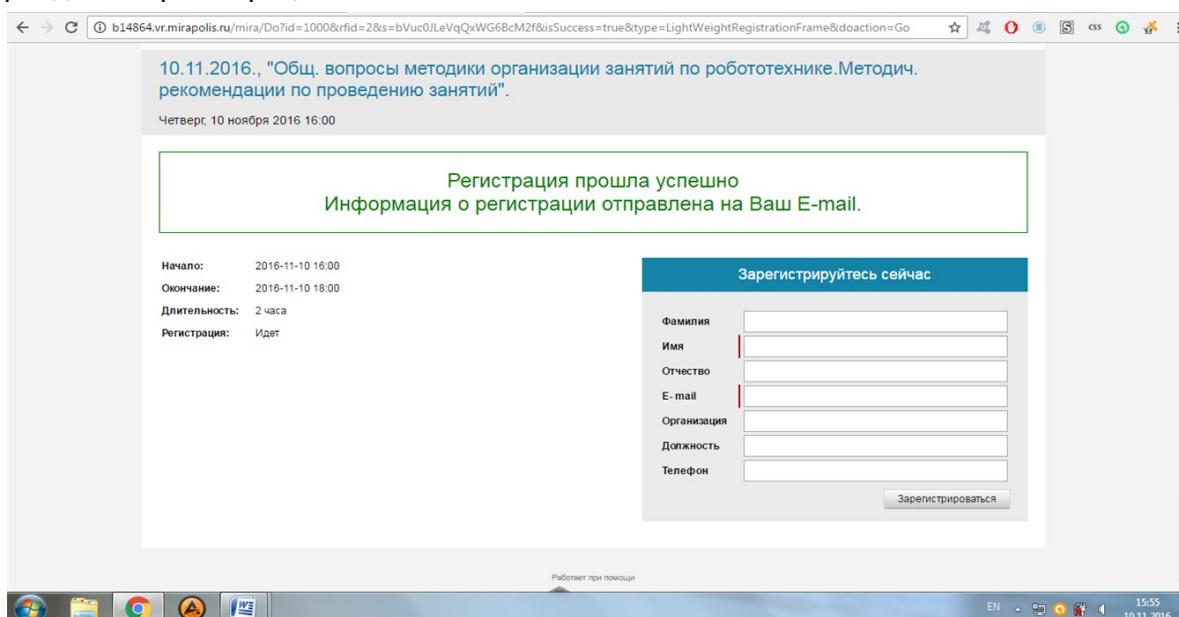 b14864.vr.mirapolis.ru/mira/Do?id=1000&rfid=2&s=bVuc0JLeVqQxWG6BcM2f&isSuccess=true&type=LightWeightRegistrationFrame&doaction=Go
css
10.11.2016., "Общ. вопросы методики организации занятий по робототехнике.Методич.
рекомендации по проведению занятий".
Четверг, 10 ноября 2016 16:00
Регистрация прошла успешно
Информация о регистрации отправлена на Ваш E-mail.
Начало: 2016-11-10 16:00
Окончание: 2016-11-10 18:00
Длительность: 2 часа
Регистрация: Идет
Зарегистрируйтесь сейчас
Фамилия
Имя
Отчество
E- mail
Организация
Должность
Телефон
Зарегистрироваться
Работает при помощи
EN
15:55
10.11.2016